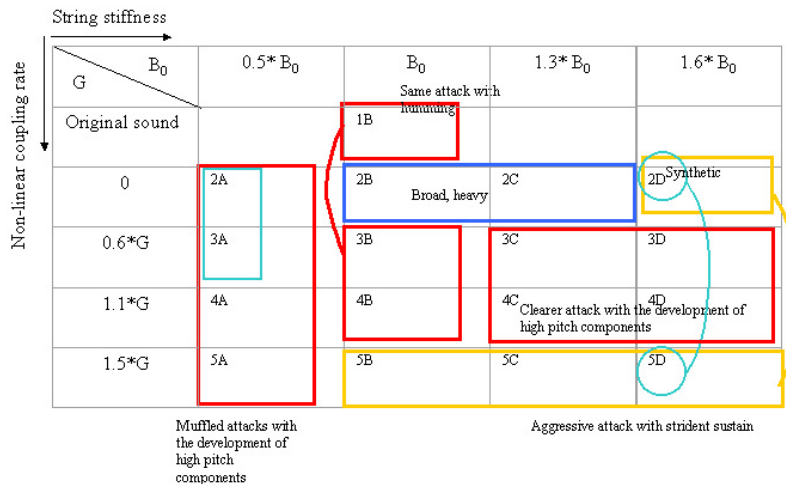 String stiffness
Non-linear coupling rate
B0
G
0.5* B0
B0
1.3* B0
1.6* B0
Same attack with
humming
Original sound
1B
0
2A
2B
2C
2D
Synthetic
Broad, heavy
0.6*G
3A
3B
3C
3D
1.1*G
4A
4B
4C
4D
Clearer attack with the development of
high pitch components
1.5*G
5A
5B
5C
5D
Muffled attacks with
the development of
high pitch
components
Aggressive attack with strident sustain